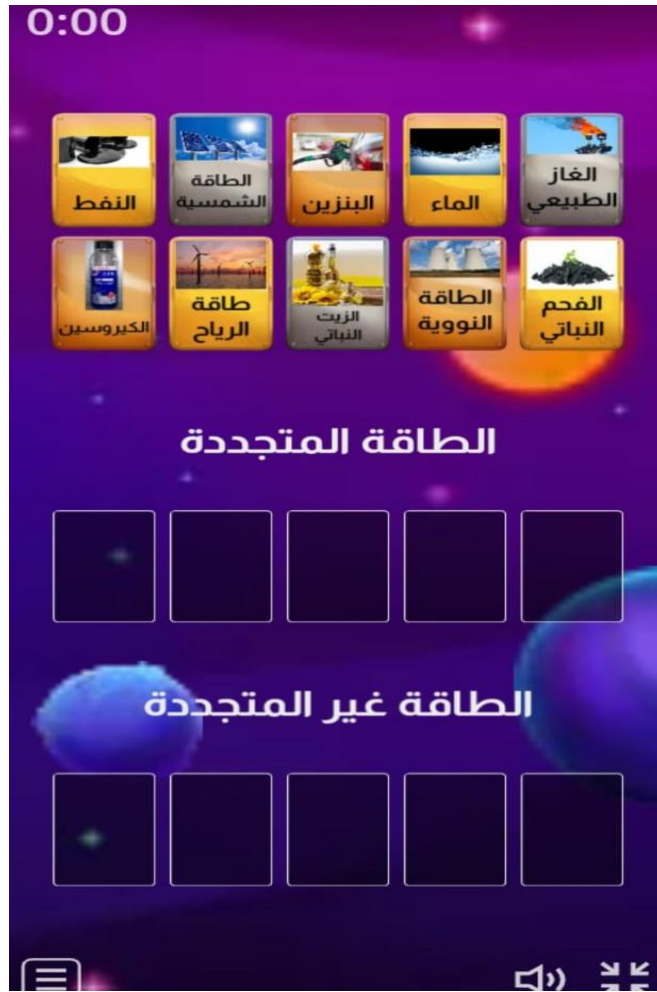 0:00
الغاز
الطبيعي
الماء
البنزين
الطاقة
الشمسية
النفط
الفحم
النباتي
الطاقة
النووية
الزيت
النباتي
طاقة
الرياح
الكيروسين
الطاقة المتجددة
الطاقة غير المتجددة